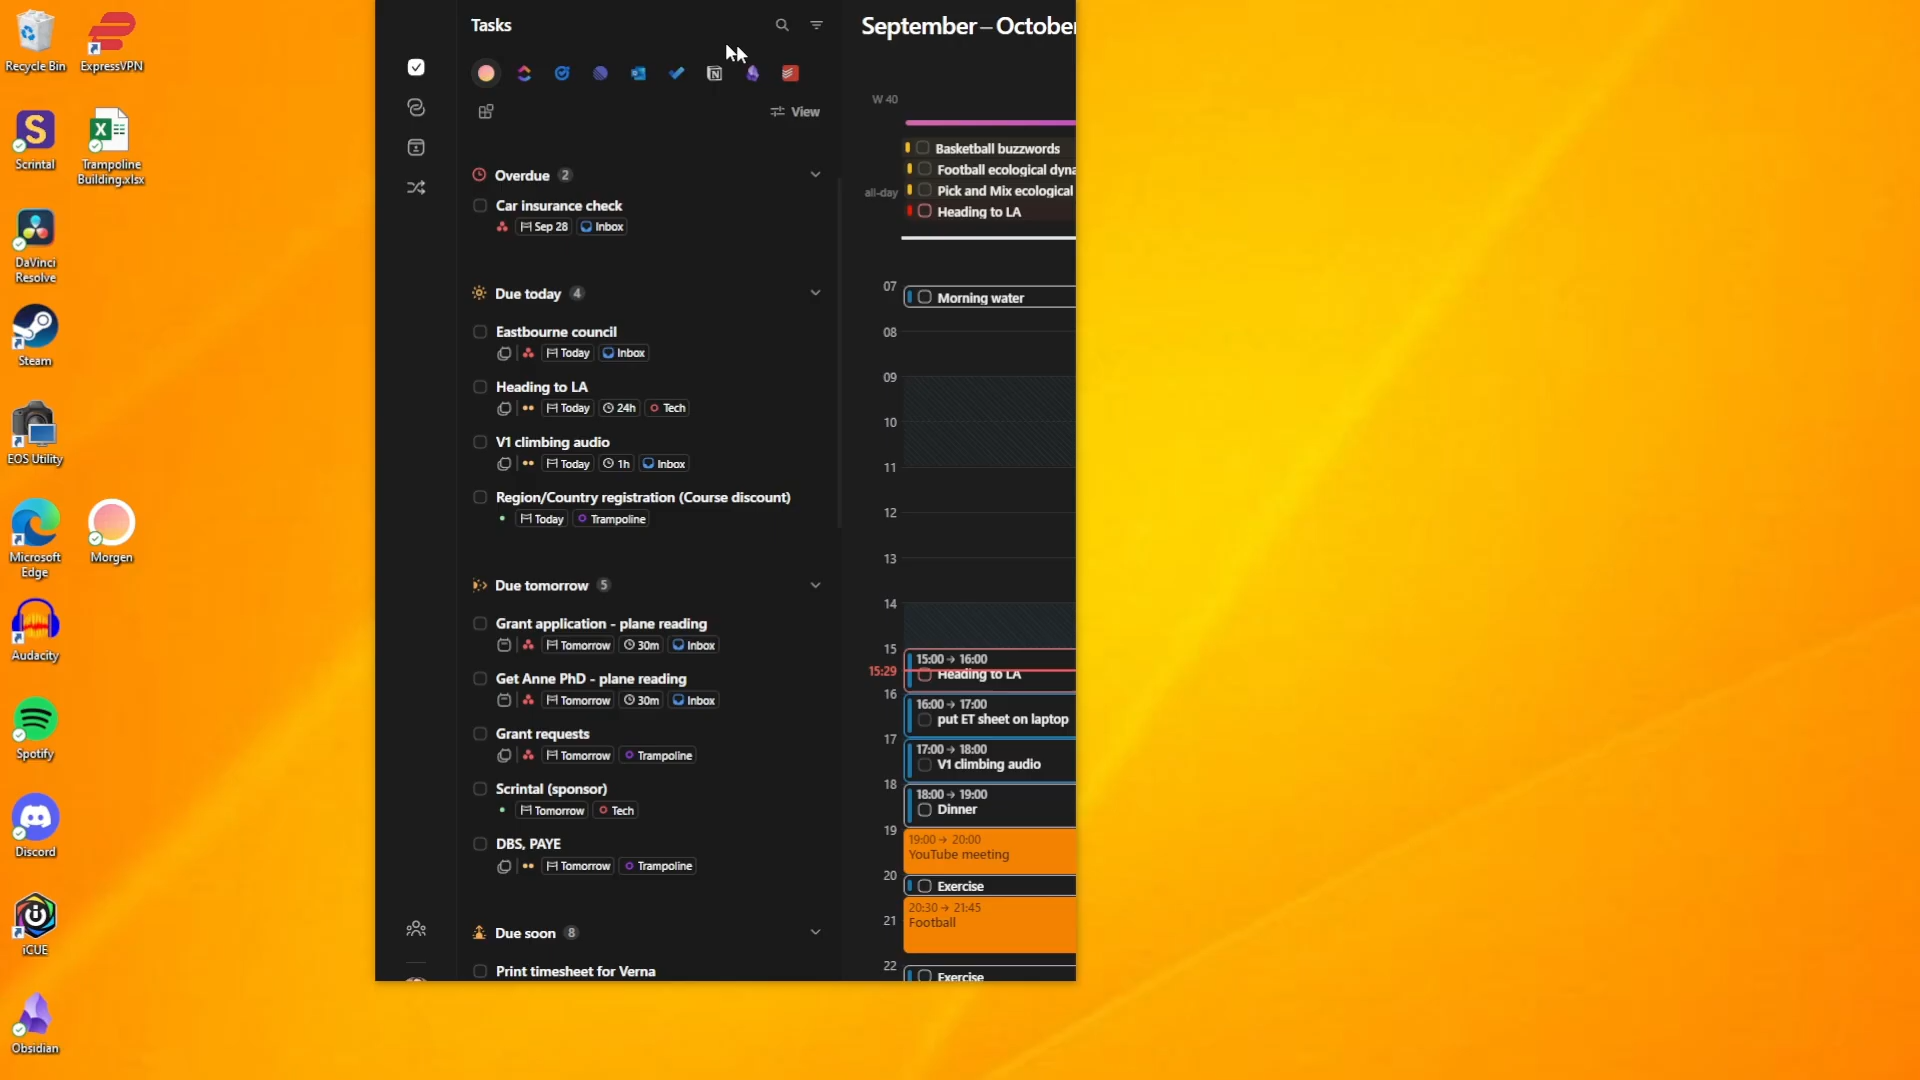 Recycle Bin
ExpressVPN
Scrintal
Trampoline
Building.xlsx
DaVinci
Resolve
Steam
EOS Utility
Microsoft
Edge
Morgen
Audacity
Spotify
Discord
iCUE
Obsidian
Tasks
View
Overdue 2
Car insurance check
Sep 28 Inbox
Due today 4
Eastbourne council
Today Inbox
Heading to LA
Today 24h Tech
V1 climbing audio
Today 1h Inbox
Region/Country registration (Course discount)
Today Trampoline
Due tomorrow 5
Grant application - plane reading
Tomorrow 30m Inbox
Get Anne PhD - plane reading
Tomorrow 30m Inbox
Grant requests
Tomorrow Trampoline
Scrintal (sponsor)
Tomorrow Tech
DBS, PAYE
Tomorrow Trampoline
Due soon 8
Print timesheet for Verna
September – October
W 40
all-day
Basketball buzzwords
Football ecological dyna
Pick and Mix ecological
Heading to LA
07
Morning water
08
09
10
11
12
13
14
15
15:00 → 16:00
15:29
Heading to LA
16
16:00 → 17:00
put ET sheet on laptop
17
17:00 → 18:00
V1 climbing audio
18
18:00 → 19:00
Dinner
19
19:00 → 20:00
YouTube meeting
20
Exercise
20:30 → 21:45
21
Football
22
Exercise